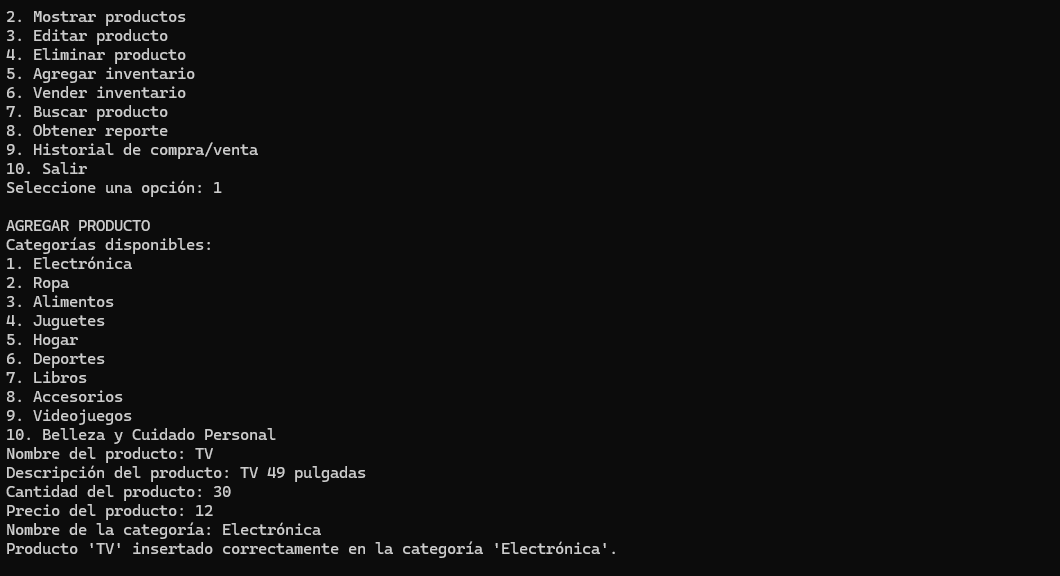 2. Mostrar productos
3. Editar producto
4. Eliminar producto
5. Agregar inventario
6. Vender inventario
7. Buscar producto
8. Obtener reporte
9. Historial de compra/venta
10. Salir
Seleccione una opción: 1
AGREGAR PRODUCTO
Categorías disponibles:
1. Electrónica
2. Ropa
3. Alimentos
4. Juguetes
5. Hogar
6. Deportes
7. Libros
8. Accesorios
9. Videojuegos
10. Belleza y Cuidado Personal
Nombre del producto: TV
Descripción del producto: TV 49 pulgadas
Cantidad del producto: 30
Precio del producto: 12
Nombre de la categoría: Electrónica
Producto 'TV' insertado correctamente en la categoría 'Electrónica'.